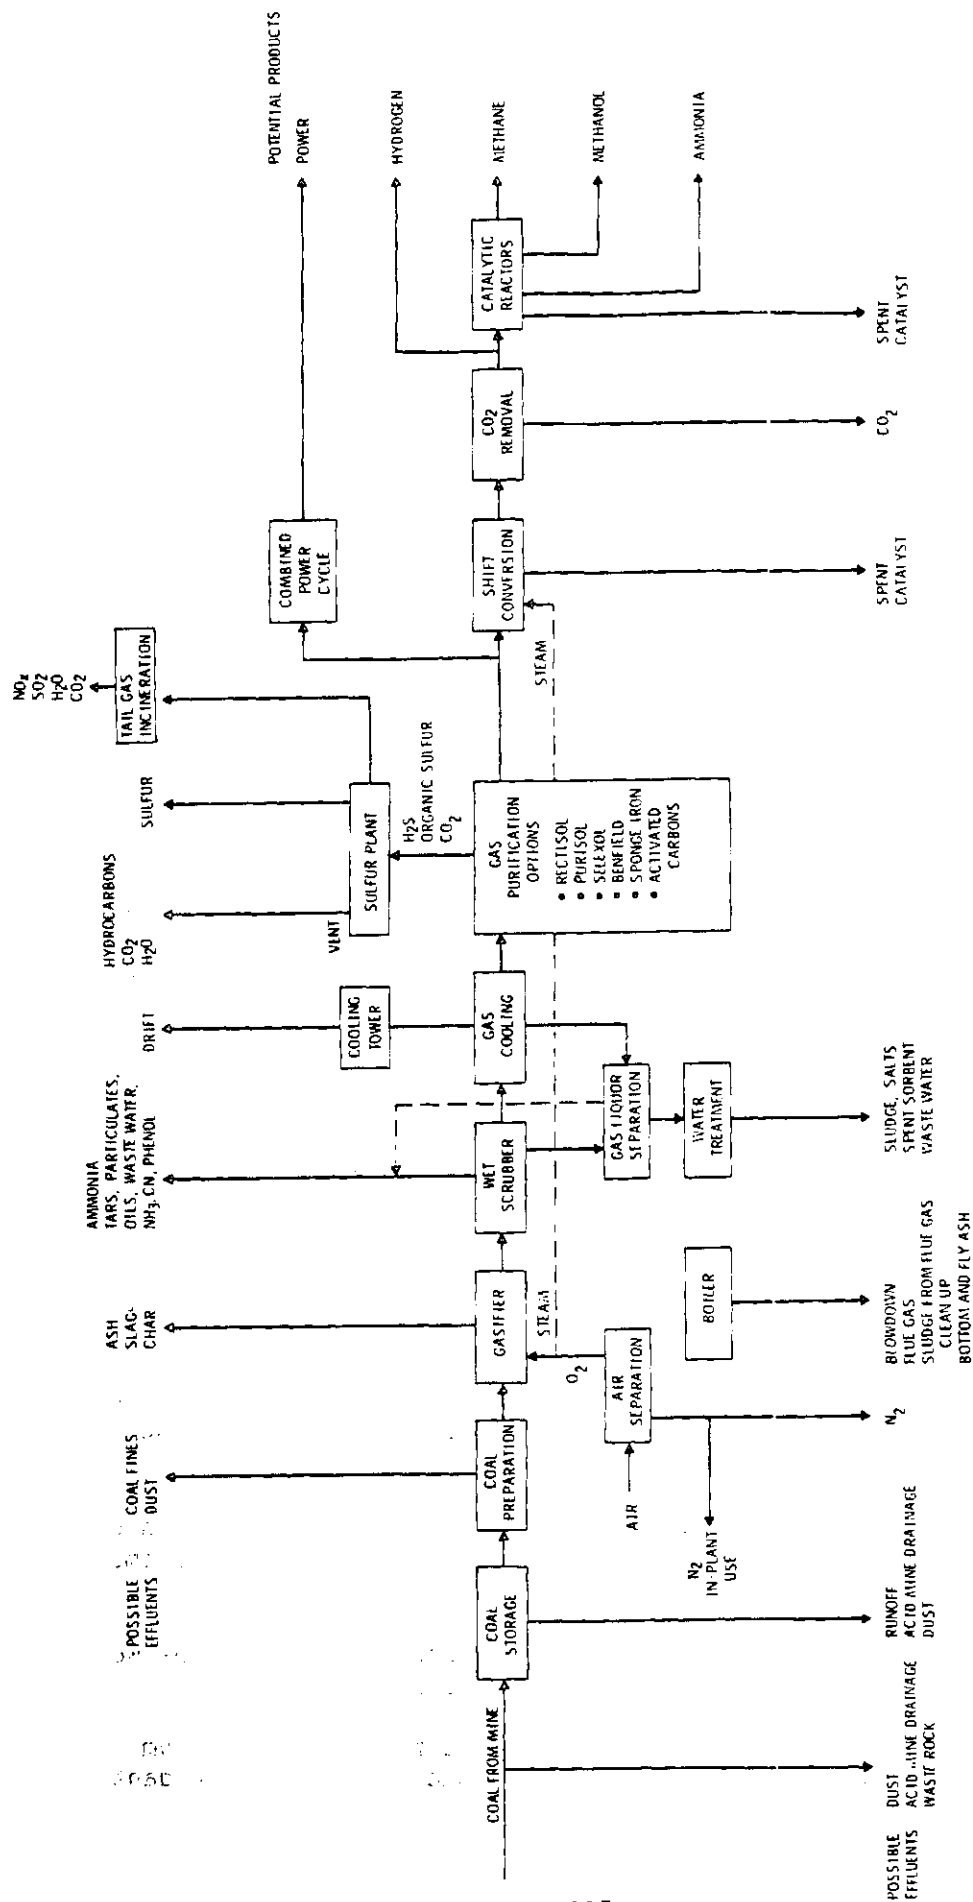 POTENTIAL PRODUCTS
POWER
HYDROGEN
METHANE
METHANOL
AMMONIA
CATALYTIC
REACTORS
SPENT
CATALYST
CO2
REMOVAL
CO2
COMBINED
POWER
CYCLE
SHIFT
CONVERSION
STEAM
SPENT
CATALYST
NOx
SO2
H2O
CO2
TAIL GAS
INCINERATION
SULFUR
HYDROCARBONS
CO2
H2O
VENT
SULFUR PLANT
H2S
ORGANIC SULFUR
CO2
GAS
PURIFICATION
OPTIONS
• RECTISOL
• PURISOL
• SELEXOL
• BENFIELD
• SPONGE IRON
• ACTIVATED
CARBONS
DRIFT
COOLING
TOWER
GAS
COOLING
GAS LIQUOR
SEPARATION
WATER
TREATMENT
SLUDGE, SALTS
SPENT SORBENT
WASTE WATER
AMMONIA
TARS, PARTICULATES,
OILS, WASTE WATER,
NH3, CN, PHENOL
WET
SCRUBBER
ASH
SLAG
CHAR
GASIFIER
STEAM
O2
BOILER
BLOWDOWN
FLUE GAS
SLUDGE FROM FLUE GAS
CLEAN UP
BOTTOM AND FLY ASH
AIR
SEPARATION
AIR
N2
N2
IN-PLANT
USE
COAL FINES
DUST
COAL
PREPARATION
POSSIBLE
EFFLUENTS
COAL
STORAGE
RUNOFF
ACID MINE DRAINAGE
DUST
COAL FROM MINE
DUST
ACID MINE DRAINAGE
WASTE ROCK
POSSIBLE
EFFLUENTS